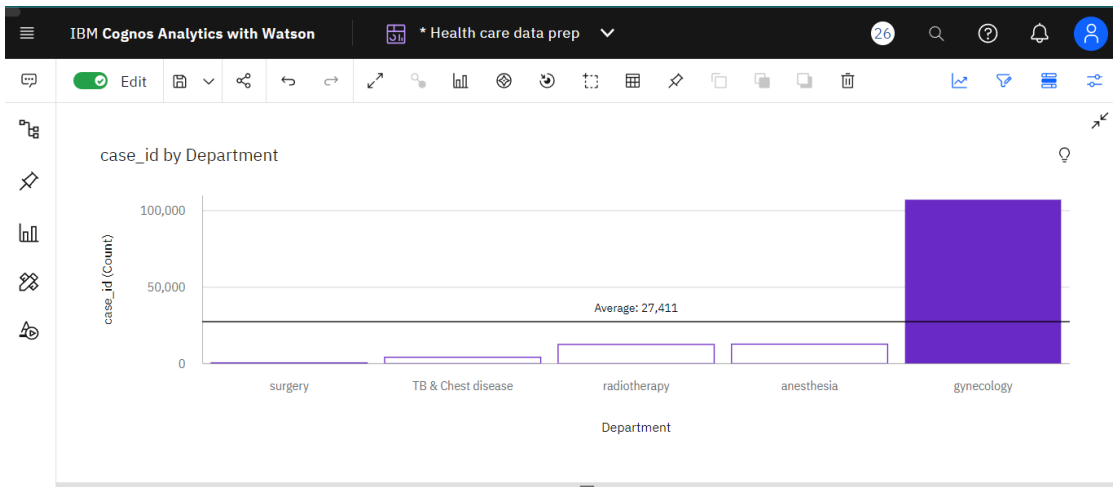 IBM Cognos Analytics with Watson
* Health care data prep
26
Edit
case_id by Department
case_id (Count)
100,000
50,000
0
Average: 27,411
surgery
TB & Chest disease
radiotherapy
anesthesia
gynecology
Department